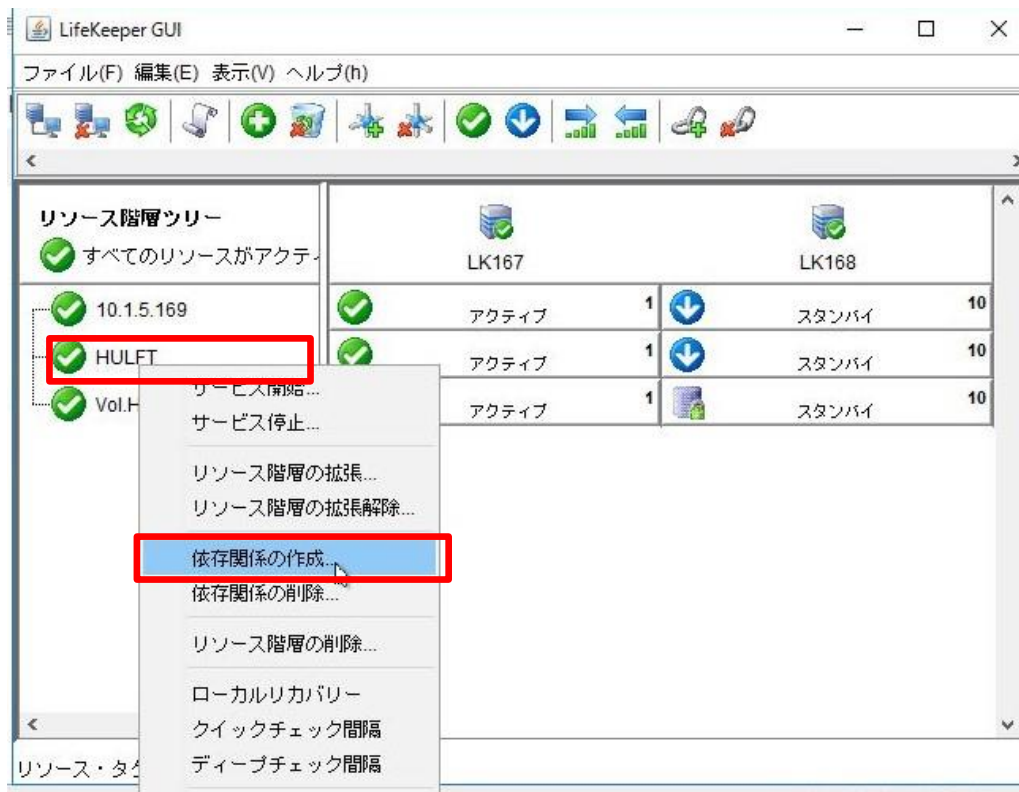 LifeKeeper GUI
ファイル(F) 編集(E) 表示(V) ヘルプ(h)
リソース階層ツリー
すべてのリソースがアクティ
LK167
LK168
10.1.5.169
アクティブ 1
スタンバイ 10
HULFT
アクティブ 1
スタンバイ 10
Vol.H
アクティブ 1
スタンバイ 10
サービス開始...
サービス停止...
リソース階層の拡張...
リソース階層の拡張解除...
依存関係の作成...
依存関係の削除...
リソース階層の削除...
ローカルリカバリー
クイックチェック間隔
ディープチェック間隔
リソース・タグ